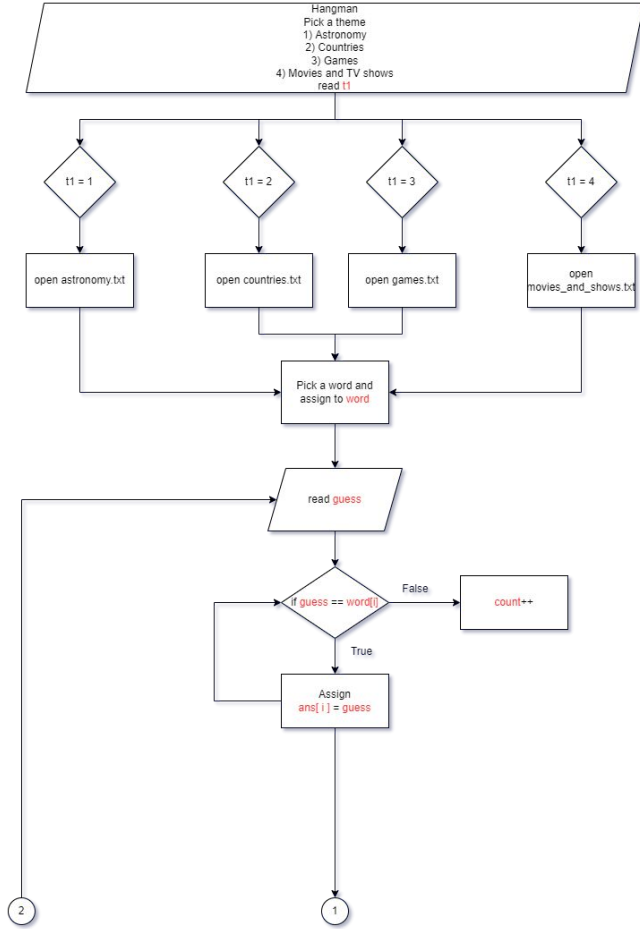 Hangman
Pick a theme
1) Astronomy
2) Countries
3) Games
4) Movies and TV shows
read t1
t1 = 1
t1 = 2
t1 = 3
t1 = 4
open astronomy.txt
open countries.txt
open games.txt
open
movies_and_shows.txt
Pick a word and
assign to word
read guess
if guess == word[i]
False
count++
True
Assign
ans[ i ] = guess
2
1